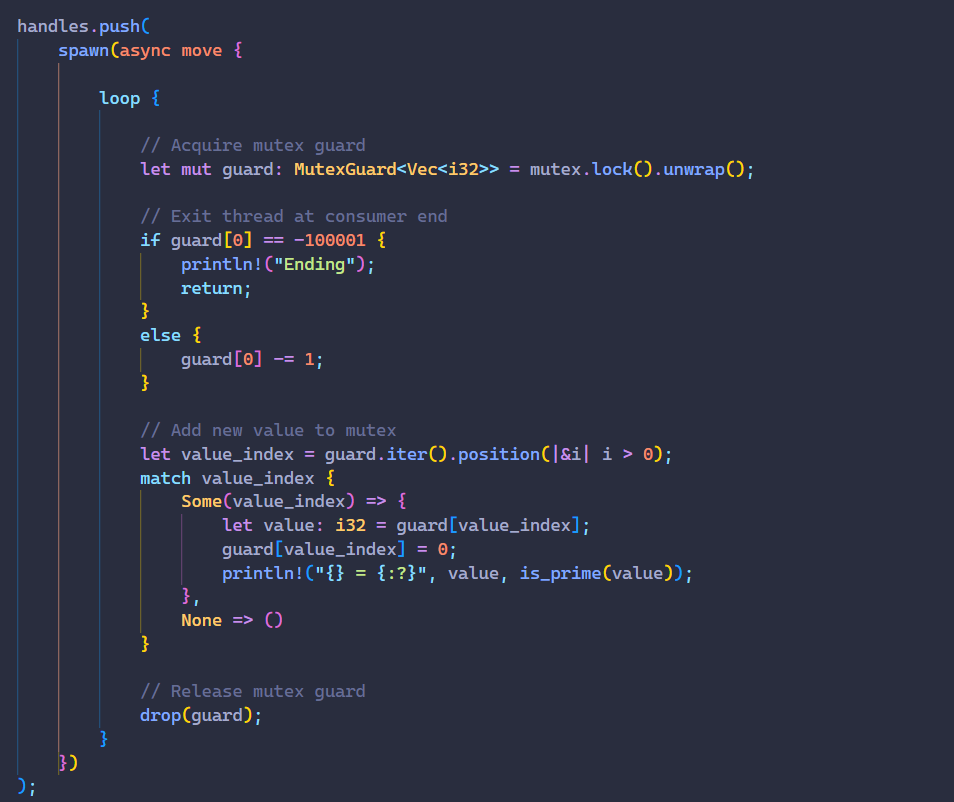 handles.push(
spawn(async move {
loop {
// Acquire mutex guard
let mut guard: MutexGuard<Vec<i32>> = mutex.lock().unwrap();
// Exit thread at consumer end
if guard[0] == -100001 {
println!("Ending");
return;
}
else {
guard[0] -= 1;
}
// Add new value to mutex
let value_index = guard.iter().position(|&i| i > 0);
match value_index {
Some(value_index) => {
let value: i32 = guard[value_index];
guard[value_index] = 0;
println!("{} = {:?}", value, is_prime(value));
},
None => ()
}
// Release mutex guard
drop(guard);
}
})
);